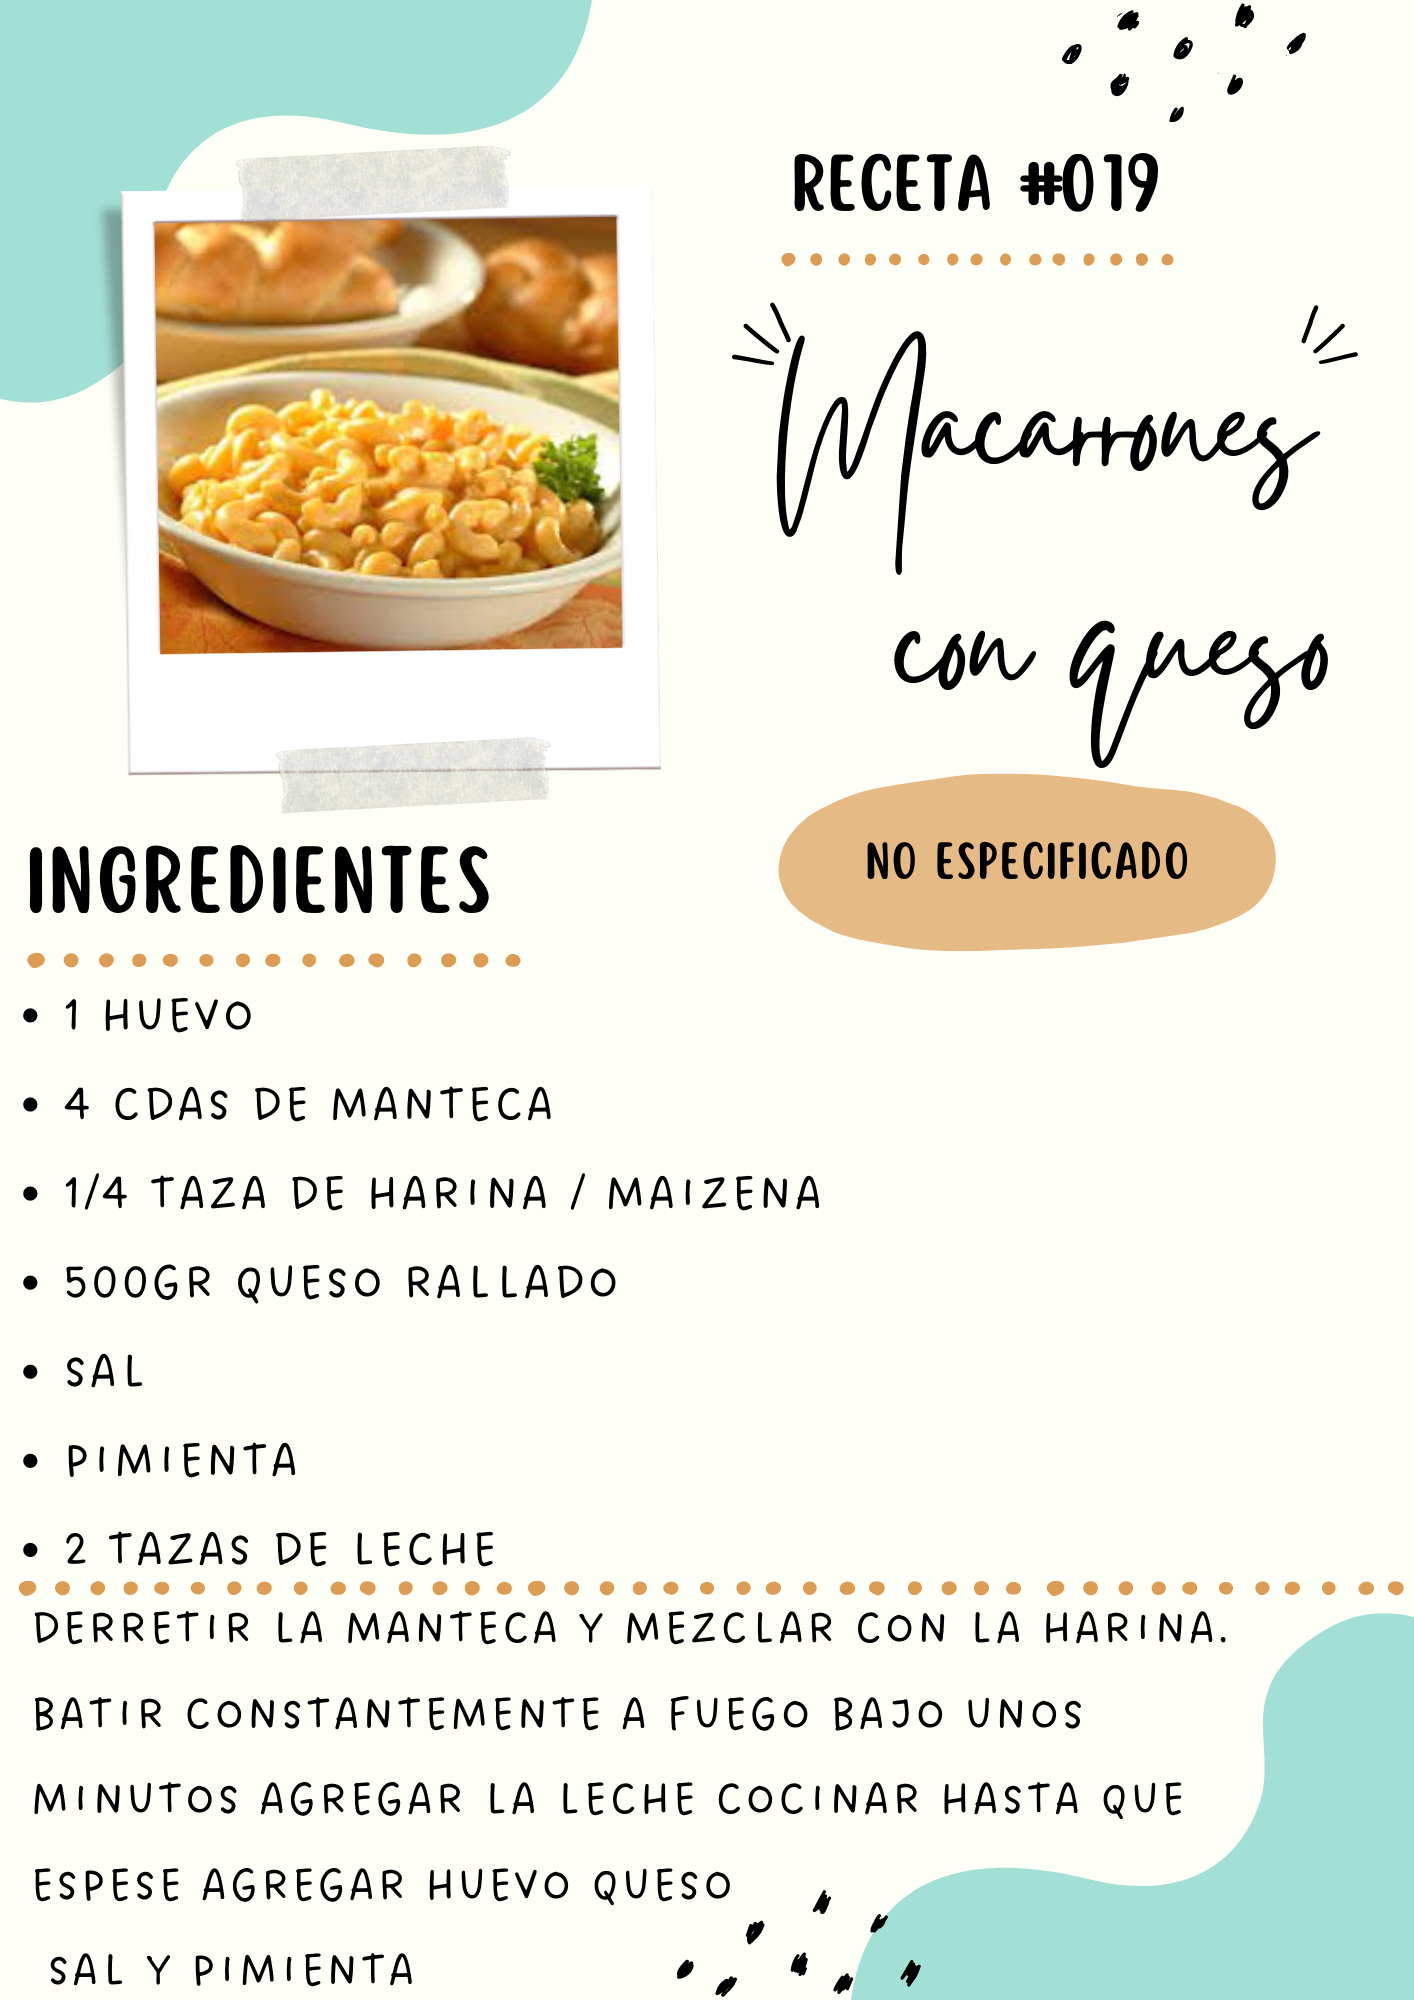 RECETA #019
Macarrones
con queso
NO ESPECIFICADO
INGREDIENTES
• 1 HUEVO
• 4 CDAS DE MANTECA
• 1/4 TAZA DE HARINA / MAIZENA
• 500GR QUESO RALLADO
• SAL
• PIMIENTA
• 2 TAZAS DE LECHE
DERRETIR LA MANTECA Y MEZCLAR CON LA HARINA.
BATIR CONSTANTEMENTE A FUEGO BAJO UNOS
MINUTOS AGREGAR LA LECHE COCINAR HASTA QUE
ESPESE AGREGAR HUEVO QUESO
SAL Y PIMIENTA